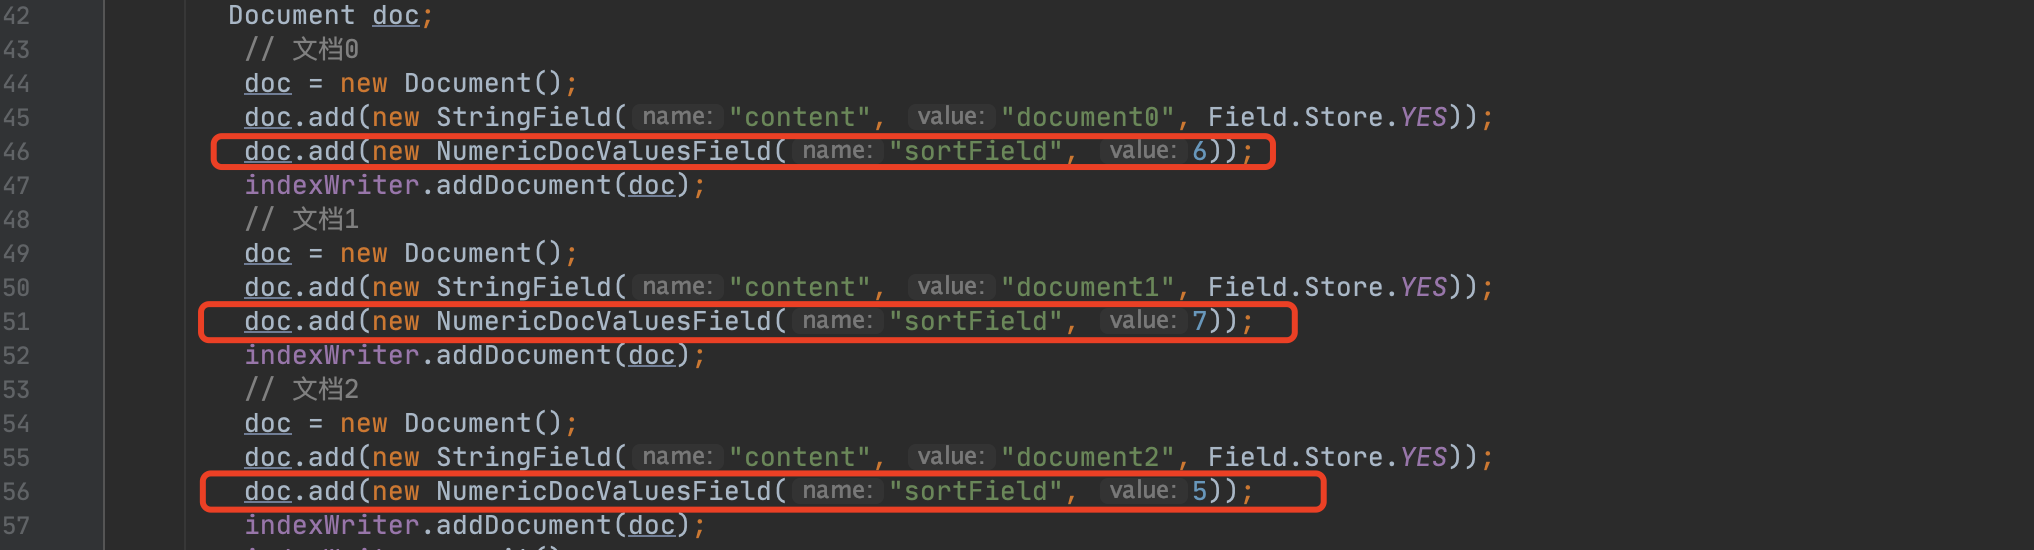 42 Document doc;
43 // 文档0
44 doc = new Document();
45 doc.add(new StringField( name: "content", value: "document0", Field.Store.YES));
46 doc.add(new NumericDocValuesField( name: "sortField", value: 6));
47 indexWriter.addDocument(doc);
48 // 文档1
49 doc = new Document();
50 doc.add(new StringField( name: "content", value: "document1", Field.Store.YES));
51 doc.add(new NumericDocValuesField( name: "sortField", value: 7));
52 indexWriter.addDocument(doc);
53 // 文档2
54 doc = new Document();
55 doc.add(new StringField( name: "content", value: "document2", Field.Store.YES));
56 doc.add(new NumericDocValuesField( name: "sortField", value: 5));
57 indexWriter.addDocument(doc);